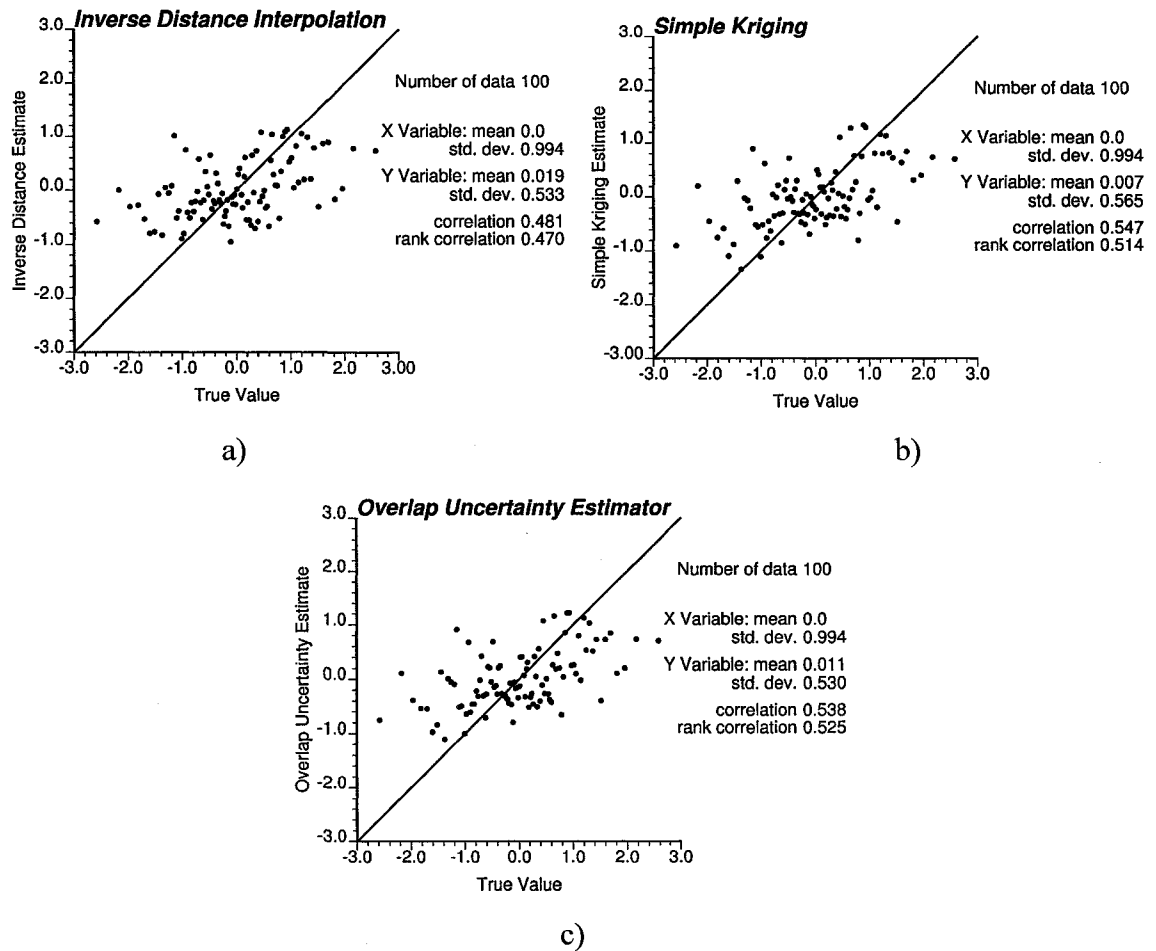 Inverse Distance Interpolation
3.0
2.0
1.0
0.0
-1.0
-2.0
-3.0
Inverse Distance Estimate
-3.0 -2.0 -1.0 0.0 1.0 2.0 3.00
True Value
Number of data 100
X Variable: mean 0.0
std. dev. 0.994
Y Variable: mean 0.019
std. dev. 0.533
correlation 0.481
rank correlation 0.470
a)
Simple Kriging
3.0
2.0
1.0
0.0
-1.0
-2.0
-3.00
Simple Kriging Estimate
-3.0 -2.0 -1.0 0.0 1.0 2.0 3.0
True Value
Number of data 100
X Variable: mean 0.0
std. dev. 0.994
Y Variable: mean 0.007
std. dev. 0.565
correlation 0.547
rank correlation 0.514
b)
Overlap Uncertainty Estimator
3.0
2.0
1.0
0.0
-1.0
-2.0
-3.0
Overlap Uncertainty Estimate
-3.0 -2.0 -1.0 0.0 1.0 2.0 3.0
True Value
Number of data 100
X Variable: mean 0.0
std. dev. 0.994
Y Variable: mean 0.011
std. dev. 0.530
correlation 0.538
rank correlation 0.525
c)